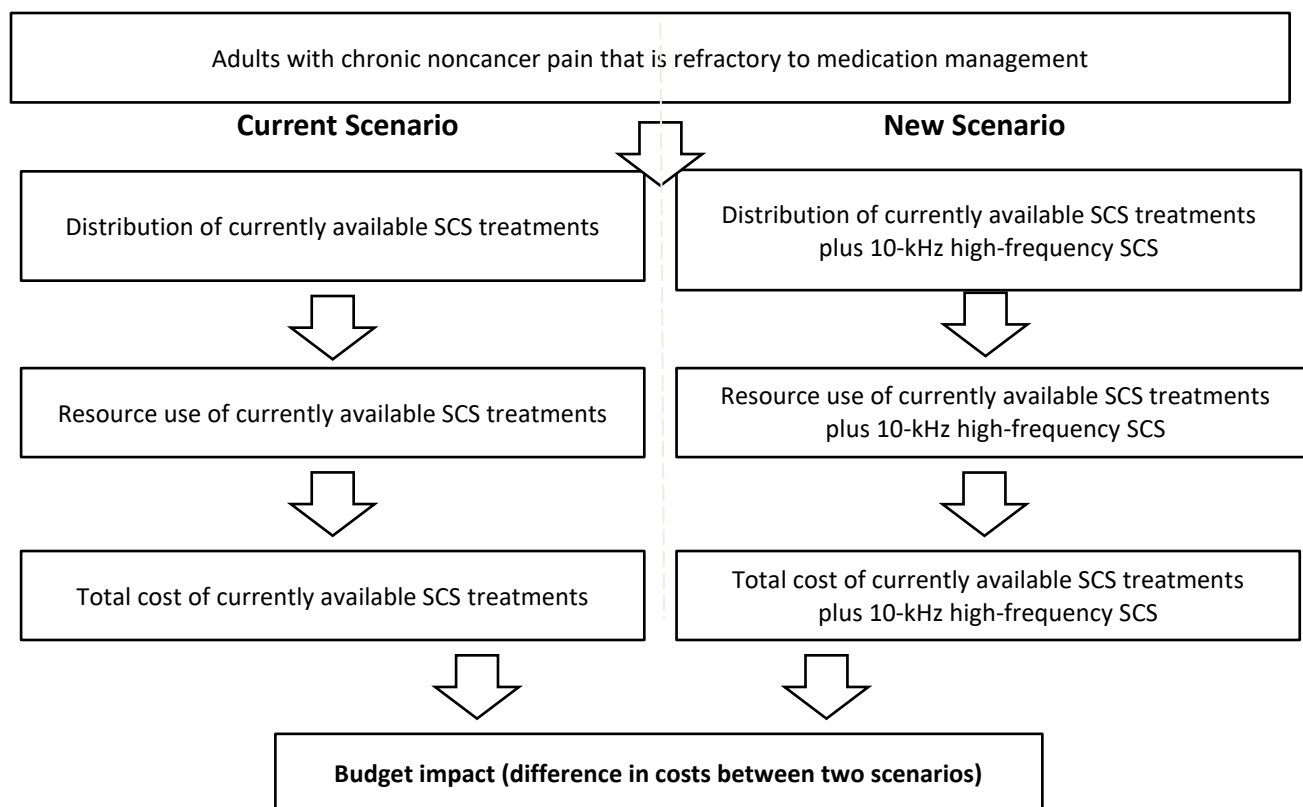 Adults with chronic noncancer pain that is refractory to medication management
Current Scenario
New Scenario
Distribution of currently available SCS treatments
Distribution of currently available SCS treatments
plus 10-kHz high-frequency SCS
Resource use of currently available SCS treatments
Resource use of currently available SCS treatments
plus 10-kHz high-frequency SCS
Total cost of currently available SCS treatments
Total cost of currently available SCS treatments
plus 10-kHz high-frequency SCS
Budget impact (difference in costs between two scenarios)